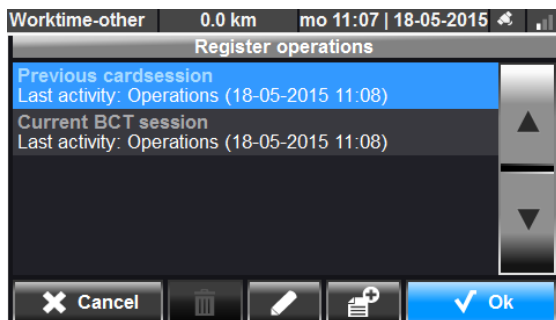 Worktime-other 0.0 km mo 11:07 | 18-05-2015
Register operations
Previous cardsession
Last activity: Operations (18-05-2015 11:08)
Current BCT session
Last activity: Operations (18-05-2015 11:08)
Cancel Ok